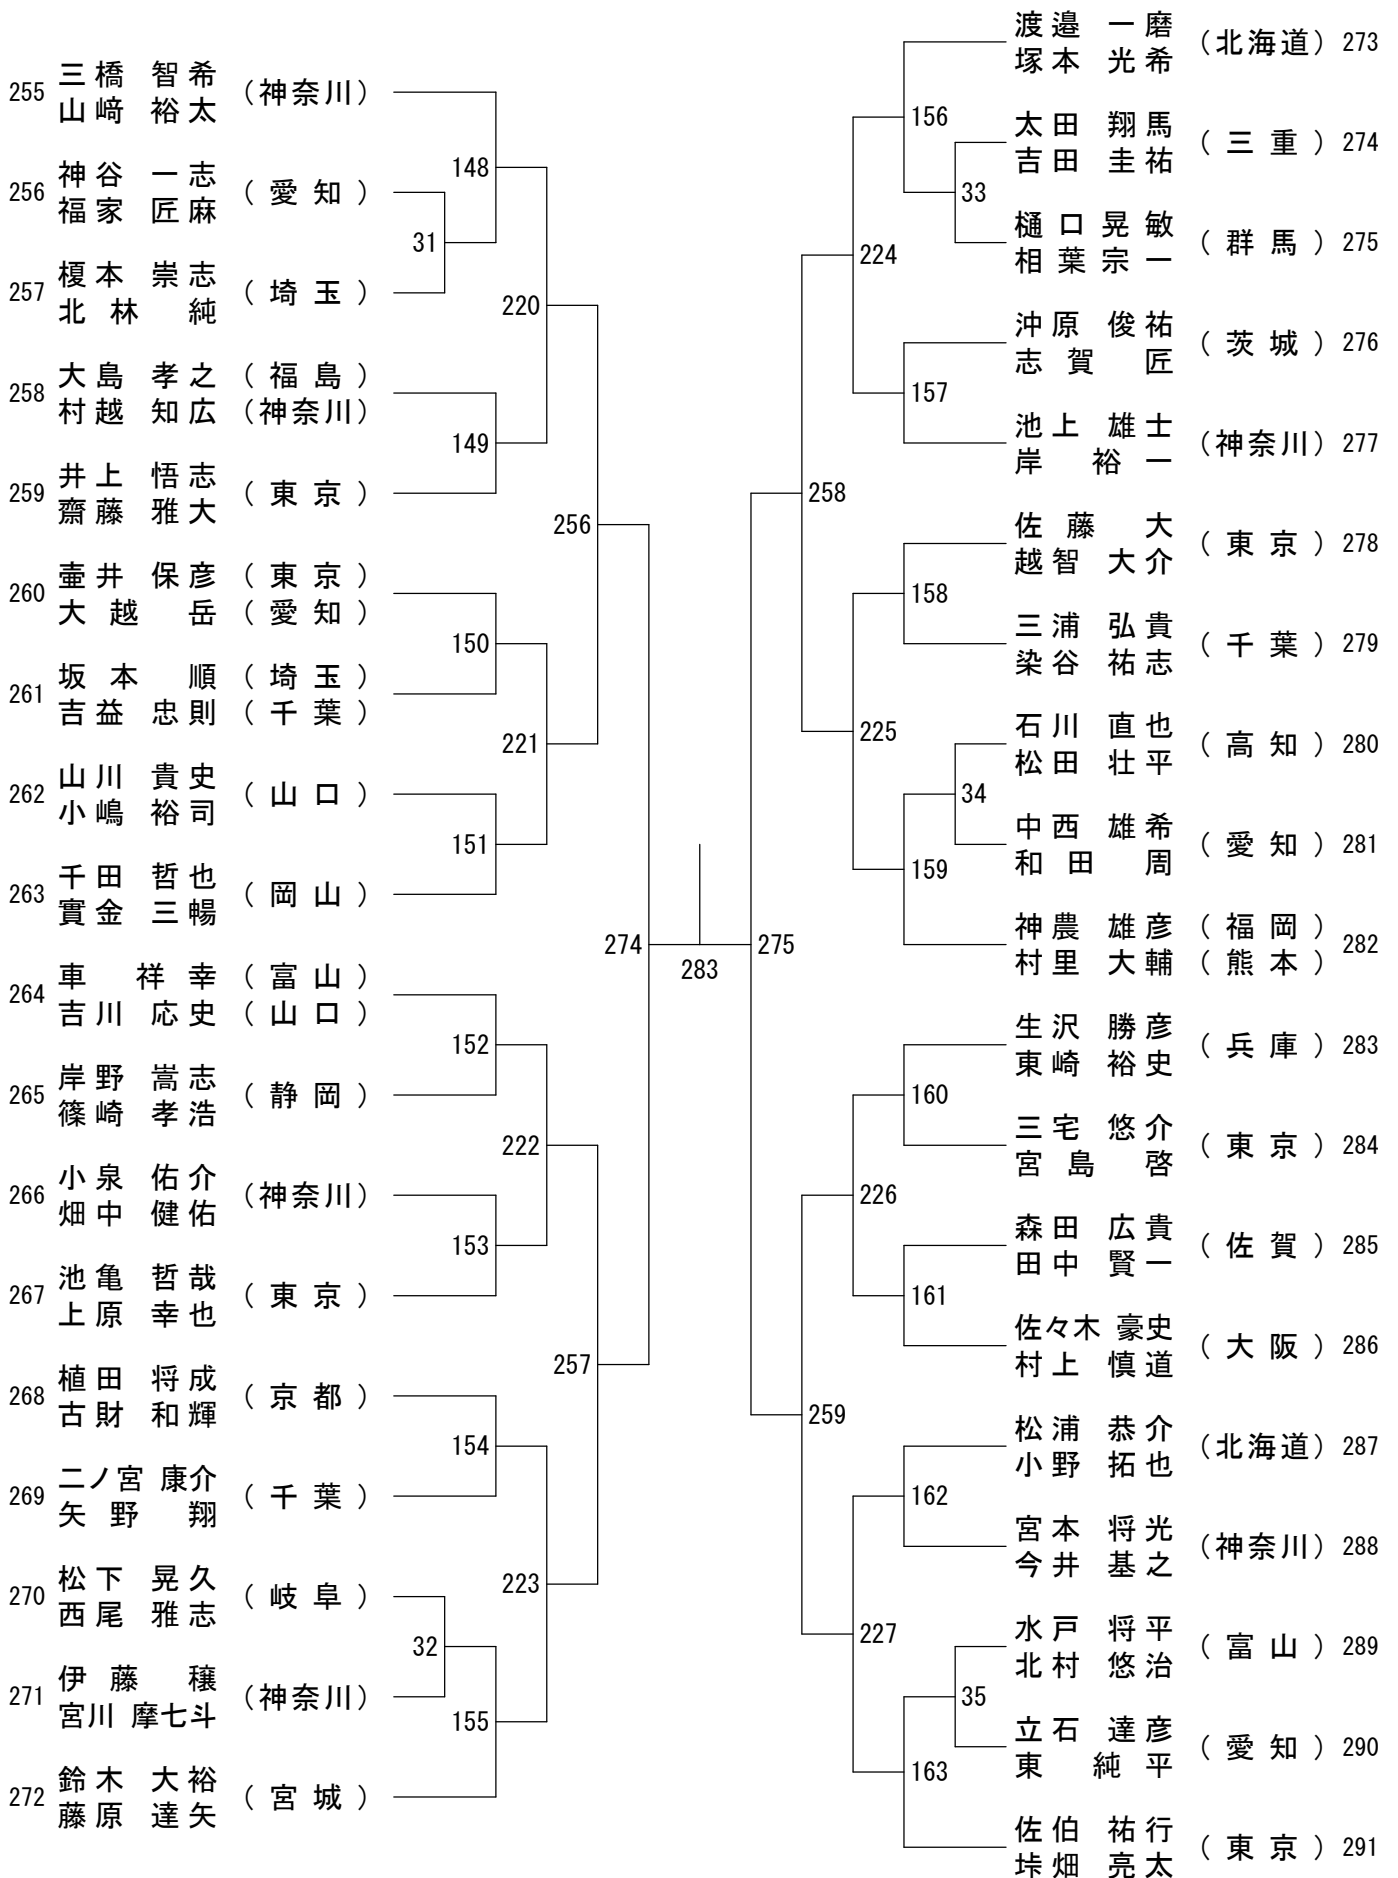 255 三橋 智希 (神奈川)
山﨑 裕太
256 神谷 一志 (愛知)
福家 匠麻
257 榎本 崇志 (埼玉)
北林 純
258 大島 孝之 (福島)
村越 知広 (神奈川)
259 井上 悟志 (東京)
齋藤 雅大
260 壷井 保彦 (東京)
大越 岳 (愛知)
261 坂本 順 (埼玉)
吉益 忠則 (千葉)
262 山川 貴史 (山口)
小嶋 裕司
263 千田 哲也 (岡山)
實金 三暢
264 車 祥幸 (富山)
吉川 応史 (山口)
265 岸野 嵩志 (静岡)
篠崎 孝浩
266 小泉 佑介 (神奈川)
畑中 健佑
267 池亀 哲哉 (東京)
上原 幸也
268 植田 将成 (京都)
古財 和輝
269 二ノ宮 康介 (千葉)
矢野 翔
270 松下 晃久 (岐阜)
西尾 雅志
271 伊藤 穣 (神奈川)
宮川 摩七斗
272 鈴木 大裕 (宮城)
藤原 達矢
31
32
148
149
150
151
152
153
154
155
220
221
222
223
256
257
274
283
275
258
259
224
225
226
227
156
157
158
159
160
161
162
163
33
34
35
渡邉 一磨 (北海道) 273
塚本 光希
太田 翔馬 (三重) 274
吉田 圭祐
樋口 晃敏 (群馬) 275
相葉 宗一
沖原 俊祐 (茨城) 276
志賀 匠
池上 雄士 (神奈川) 277
岸 裕一
佐藤 大 (東京) 278
越智 大介
三浦 弘貴 (千葉) 279
染谷 祐志
石川 直也 (高知) 280
松田 壮平
中西 雄希 (愛知) 281
和田 周
神農 雄彦 (福岡) 282
村里 大輔 (熊本)
生沢 勝彦 (兵庫) 283
東崎 裕史
三宅 悠介 (東京) 284
宮島 啓
森田 広貴 (佐賀) 285
田中 賢一
佐々木 豪史 (大阪) 286
村上 慎道
松浦 恭介 (北海道) 287
小野 拓也
宮本 将光 (神奈川) 288
今井 基之
水戸 将平 (富山) 289
北村 悠治
立石 達彦 (愛知) 290
東 純平
佐伯 祐行 (東京) 291
垰畑 亮太